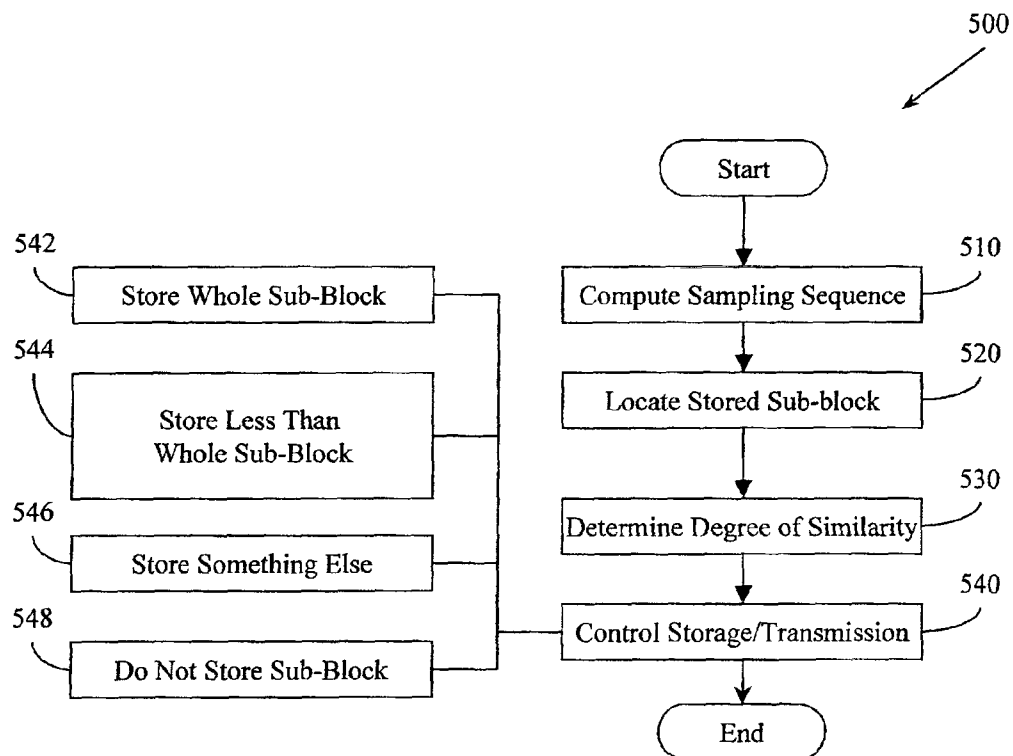 500
Start
542
510
Store Whole Sub-Block
Compute Sampling Sequence
544
520
Store Less Than
Whole Sub-Block
Locate Stored Sub-block
546
530
Store Something Else
Determine Degree of Similarity
548
540
Do Not Store Sub-Block
Control Storage/Transmission
End